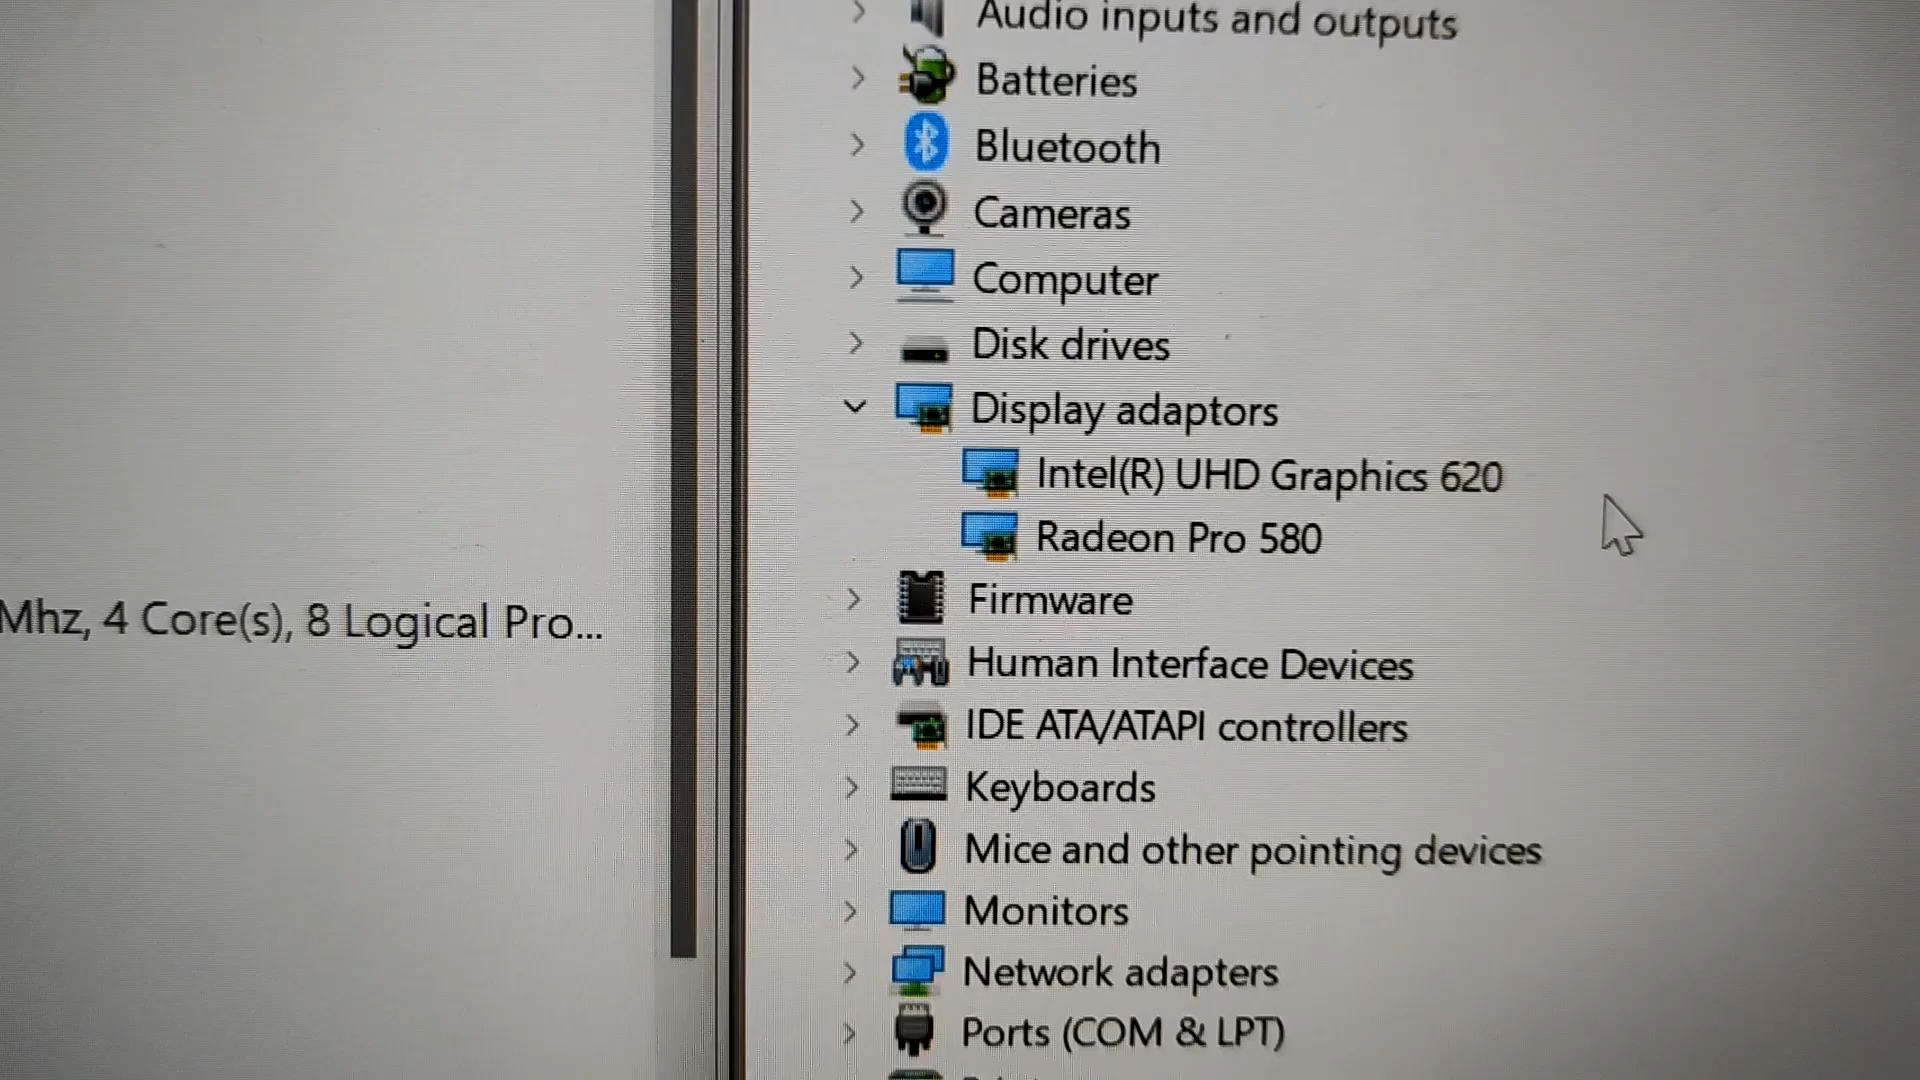 Audio inputs and outputs
Batteries
Bluetooth
Cameras
Computer
Disk drives
Display adaptors
Intel(R) UHD Graphics 620
Radeon Pro 580
Firmware
Mhz, 4 Core(s), 8 Logical Pro...
Human Interface Devices
IDE ATA/ATAPI controllers
Keyboards
Mice and other pointing devices
Monitors
Network adapters
Ports (COM & LPT)